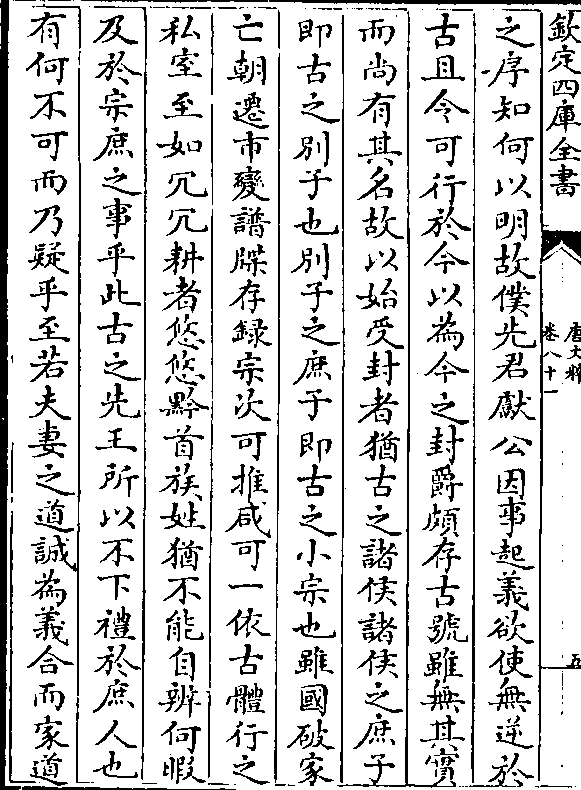 欽定四庫全書
唐文粹
卷八十一
五
之序知何以明故僕先君獻公因事起義欲使無逆於
古且令可行於今以為今之封爵頗存古號雖無其實
而尚有其名故以始受封者猶古之諸侯諸侯之庶子
即古之別子也別子之庶子即古之小宗也雖國破家
亡朝遷市變譜牒存録宗次可推咸可一依古體行之
私室至如冗冗耕者悠悠黔首族姓猶不能自辨何暇
及於宗庶之事乎此古之先王所以不下禮於庶人也
有何不可而乃疑乎至若夫妻之道誠為義合而家道